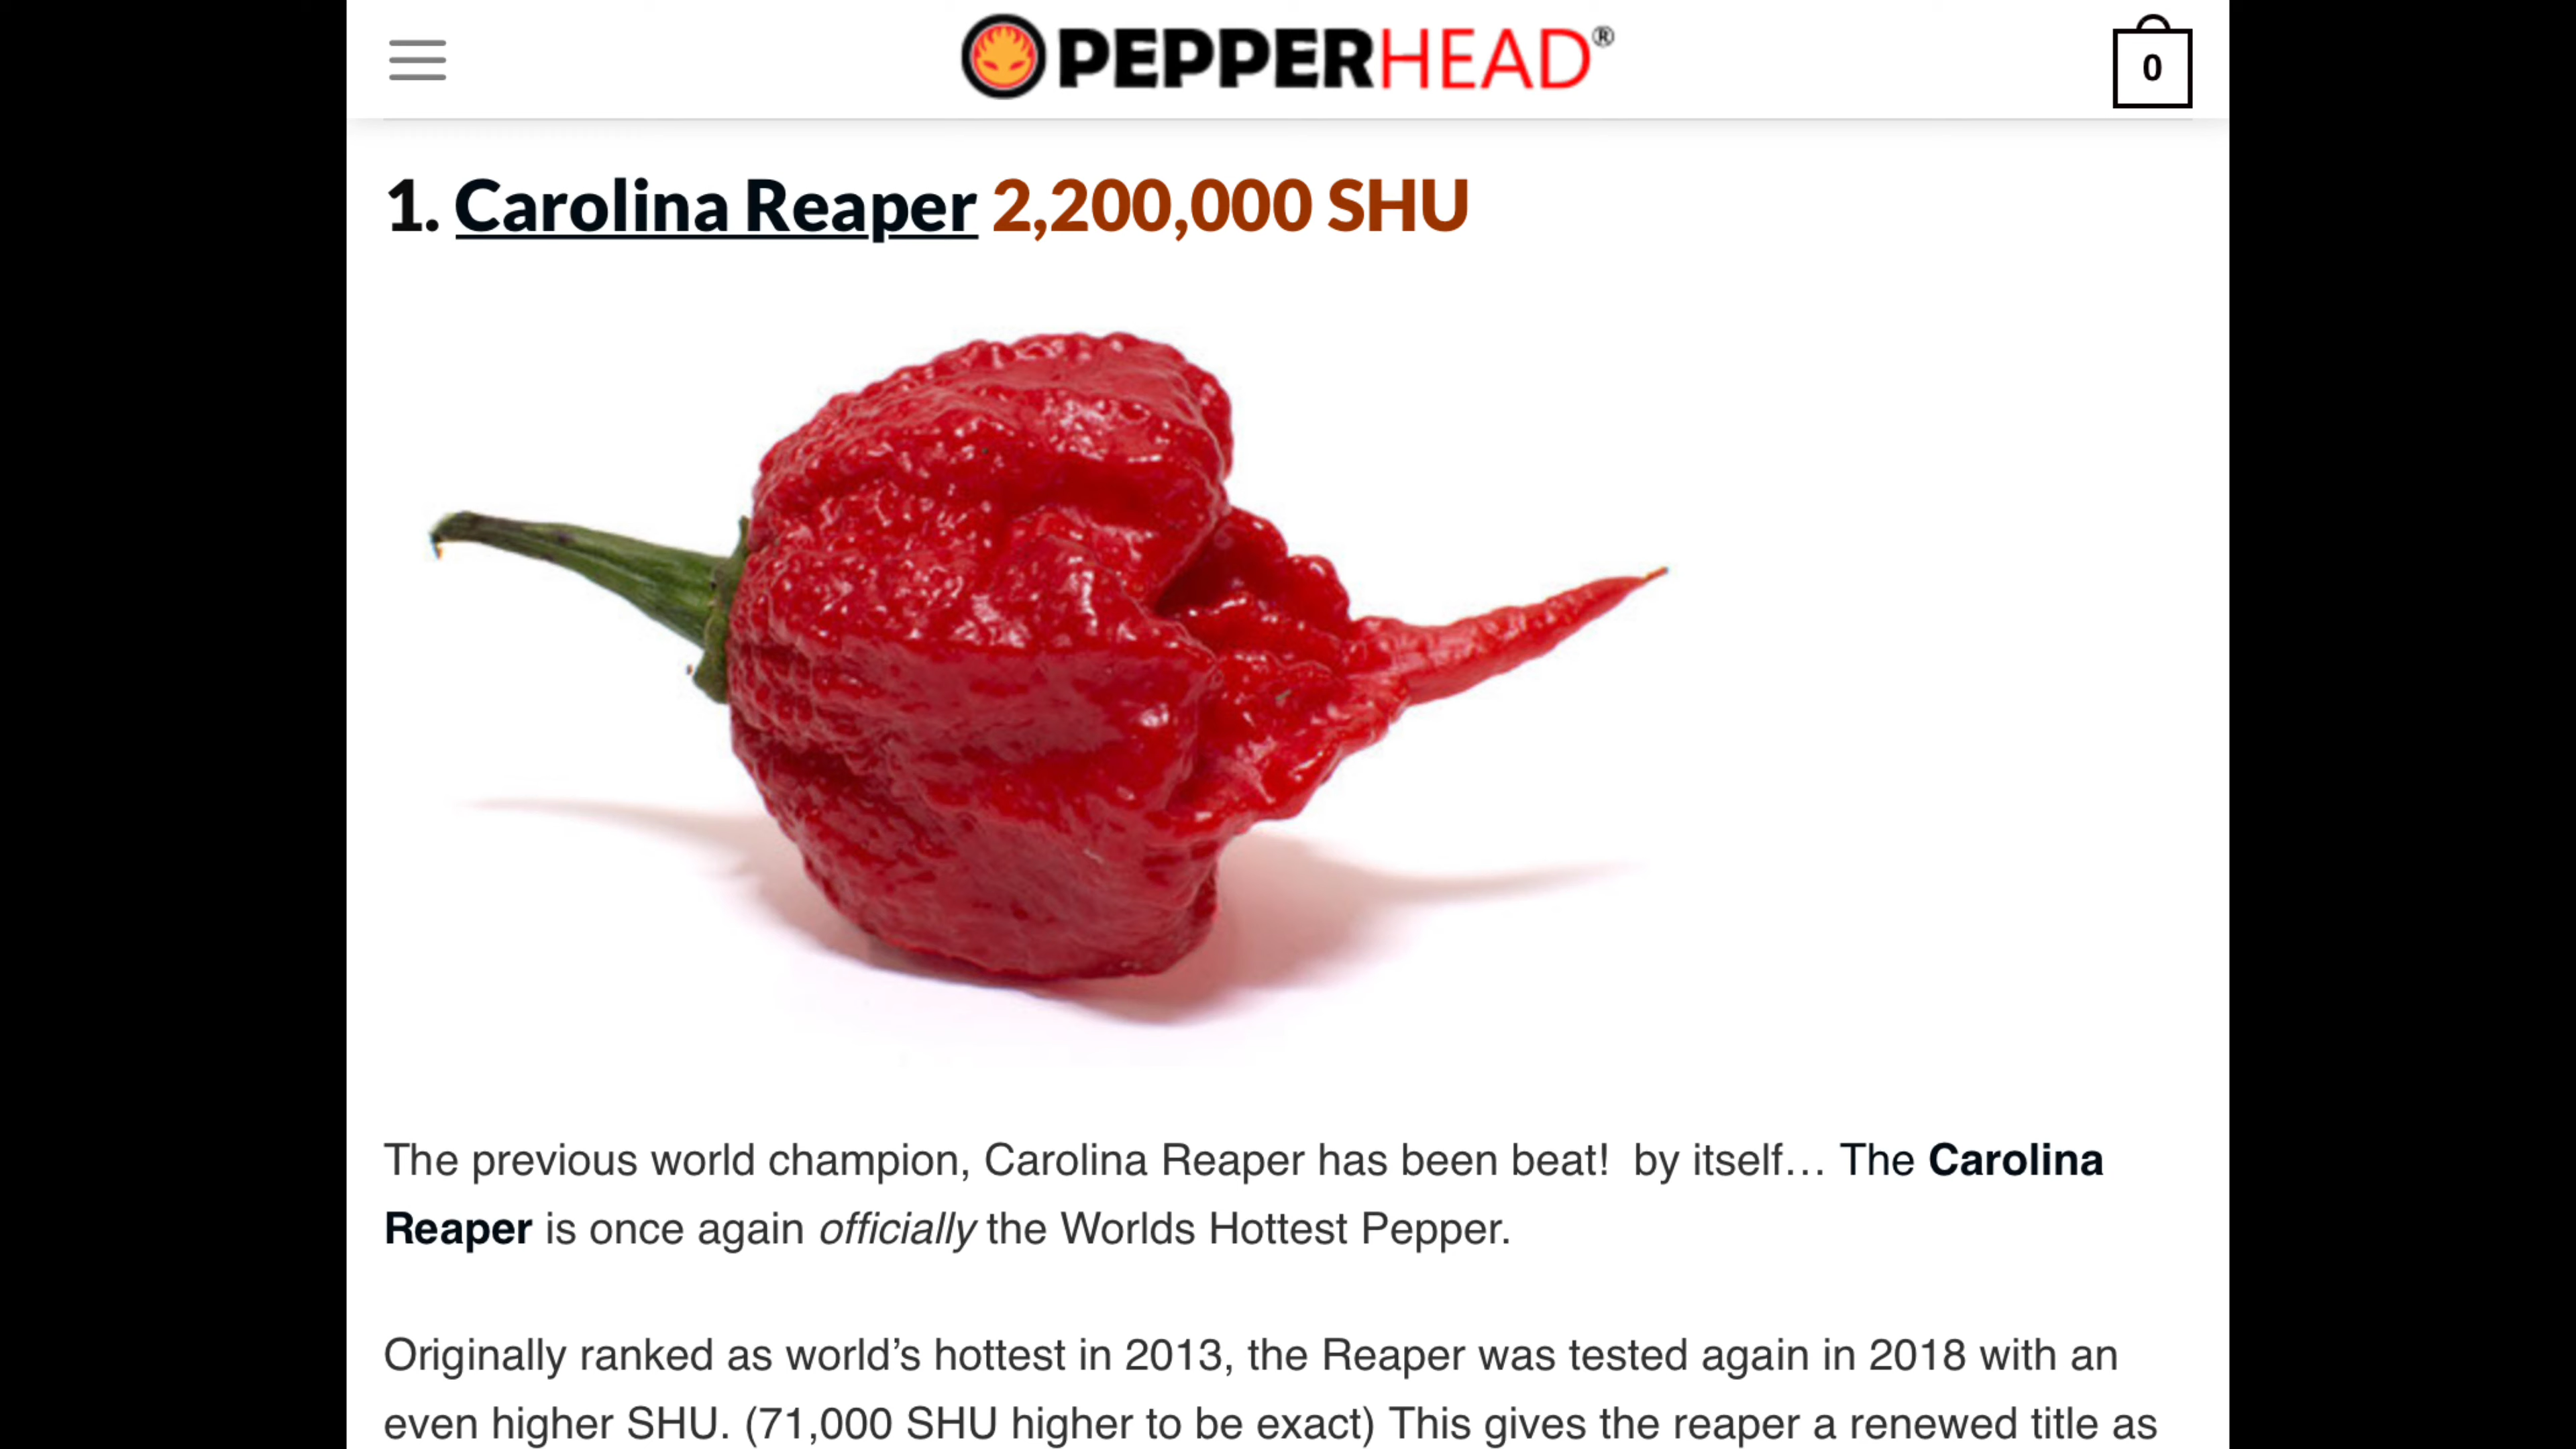 PEPPERHEAD®
0
1. Carolina Reaper 2,200,000 SHU
The previous world champion, Carolina Reaper has been beat!  by itself… The Carolina
Reaper is once again officially the Worlds Hottest Pepper.
Originally ranked as world’s hottest in 2013, the Reaper was tested again in 2018 with an
even higher SHU. (71,000 SHU higher to be exact) This gives the reaper a renewed title as